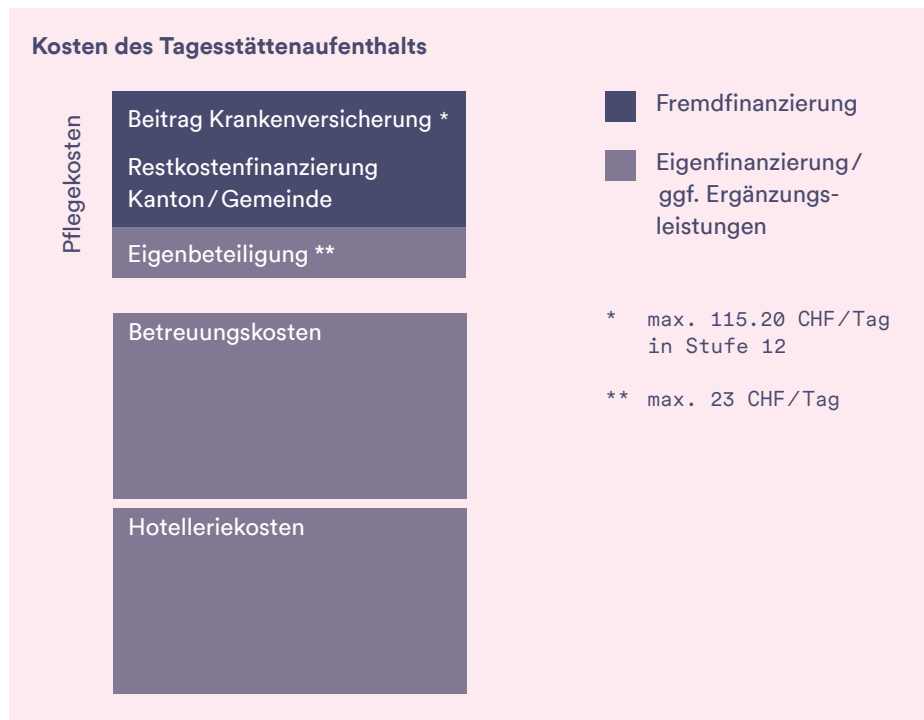 Kosten des Tagesstättenaufenthalts
Pflegekosten
Beitrag Krankenversicherung *
Restkostenfinanzierung
Kanton/Gemeinde
Eigenbeteiligung **
Betreuungskosten
Hotelleriekosten
Fremdfinanzierung
Eigenfinanzierung/
ggf. Ergänzungs-
leistungen
* max. 115.20 CHF/Tag
in Stufe 12
** max. 23 CHF/Tag